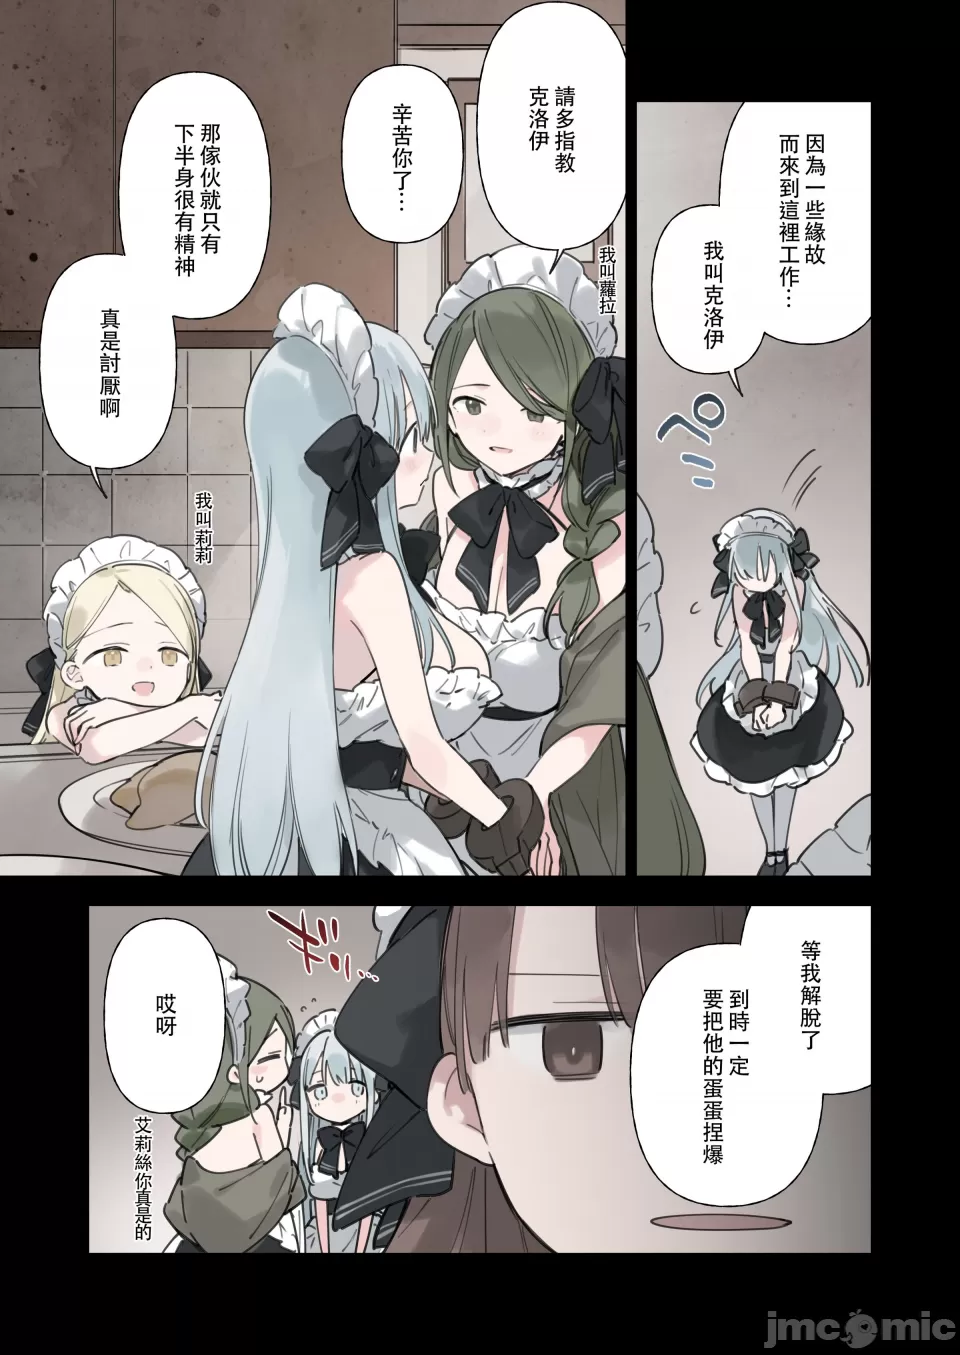 因為一些緣故
而來到這裡工作…
我叫克洛伊
ペコ
請多指教
克洛伊
我叫蘿拉
辛苦你了…
那傢伙就只有
下半身很有精神
真是討厭啊
我叫莉莉
等我解脫了
到時一定
要把他的蛋蛋捏爆
ギュ…
哎呀
艾莉絲你真是的
jmcomic